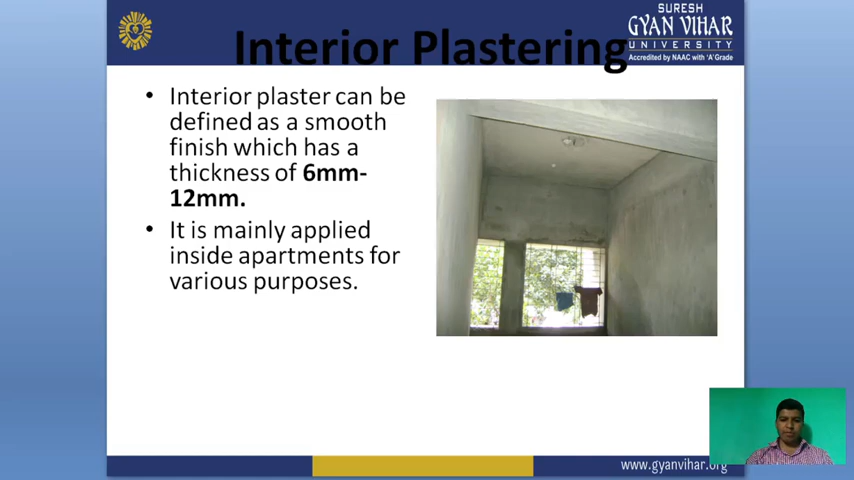 SURESH
GYAN VIHAR
UNIVERSITY
Accredited by NAAC with 'A' Grade
Interior Plastering
• Interior plaster can be
defined as a smooth
finish which has a
thickness of 6mm-
12mm.
• It is mainly applied
inside apartments for
various purposes.
www.gyanvihar.org